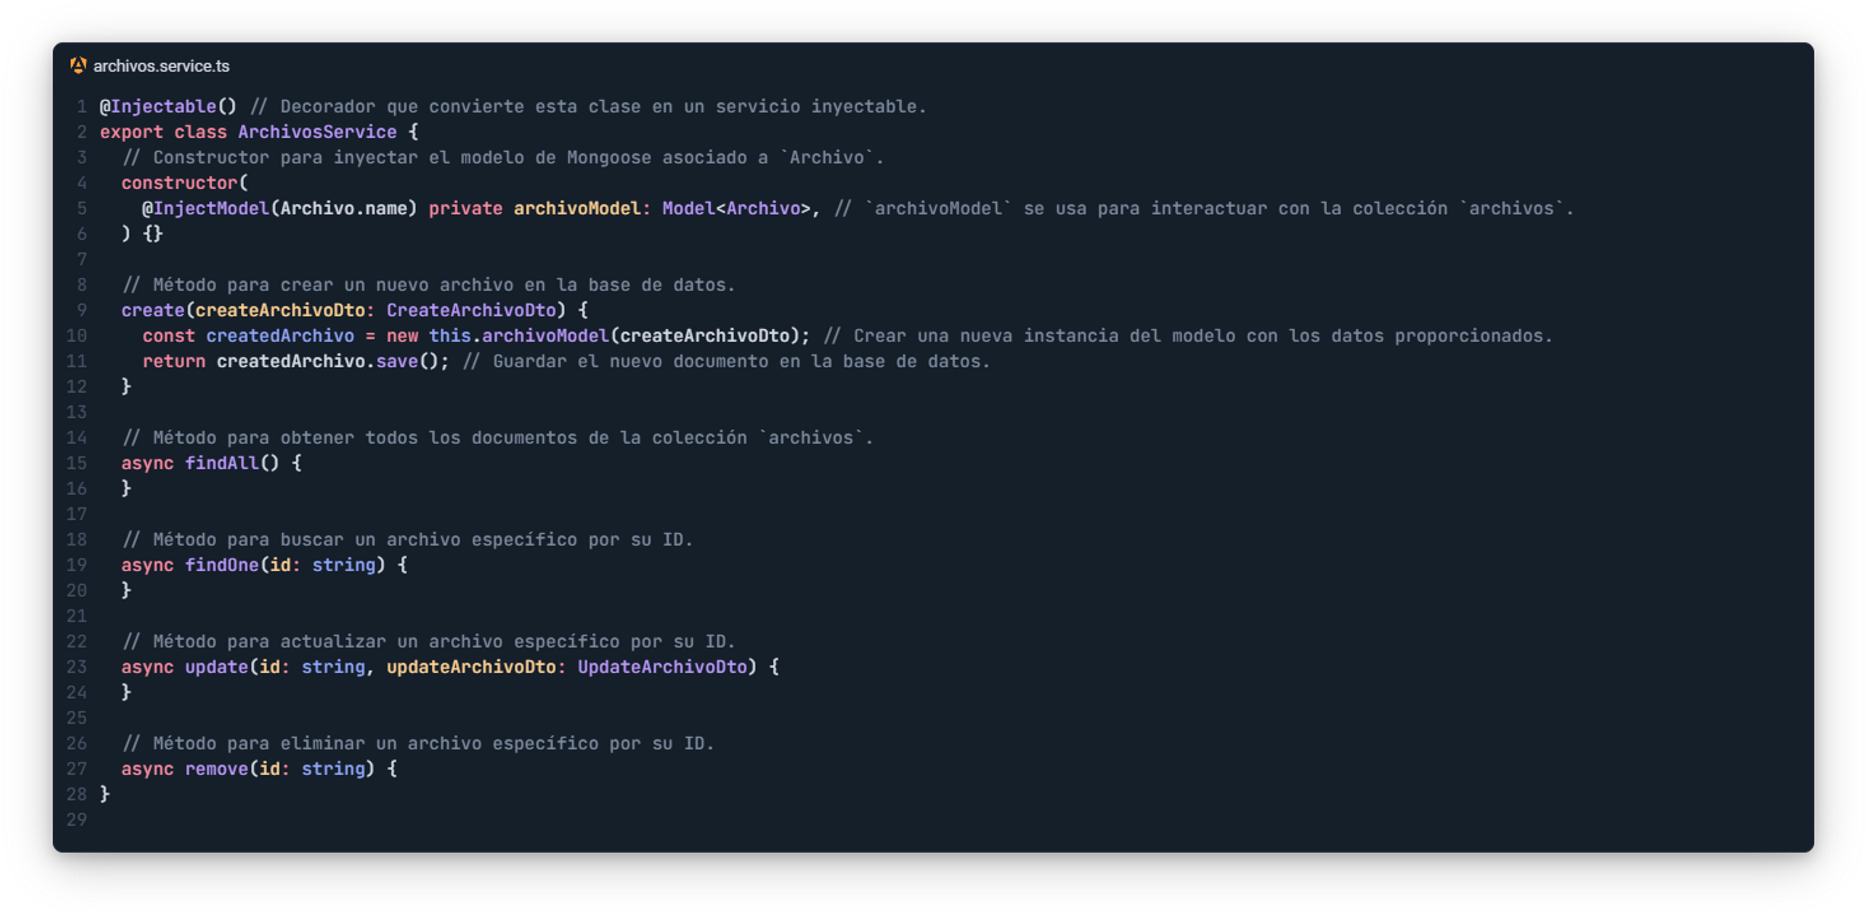 archivos.service.ts
1 @Injectable() // Decorador que convierte esta clase en un servicio inyectable.
2 export class ArchivosService {
3   // Constructor para inyectar el modelo de Mongoose asociado a `Archivo`.
4   constructor(
5     @InjectModel(Archivo.name) private archivoModel: Model<Archivo>, // `archivoModel` se usa para interactuar con la colección `archivos`.
6   ) {}
7
8   // Método para crear un nuevo archivo en la base de datos.
9   create(createArchivoDto: CreateArchivoDto) {
10     const createdArchivo = new this.archivoModel(createArchivoDto); // Crear una nueva instancia del modelo con los datos proporcionados.
11     return createdArchivo.save(); // Guardar el nuevo documento en la base de datos.
12   }
13
14   // Método para obtener todos los documentos de la colección `archivos`.
15   async findAll() {
16   }
17
18   // Método para buscar un archivo específico por su ID.
19   async findOne(id: string) {
20   }
21
22   // Método para actualizar un archivo específico por su ID.
23   async update(id: string, updateArchivoDto: UpdateArchivoDto) {
24   }
25
26   // Método para eliminar un archivo específico por su ID.
27   async remove(id: string) {
28 }
29